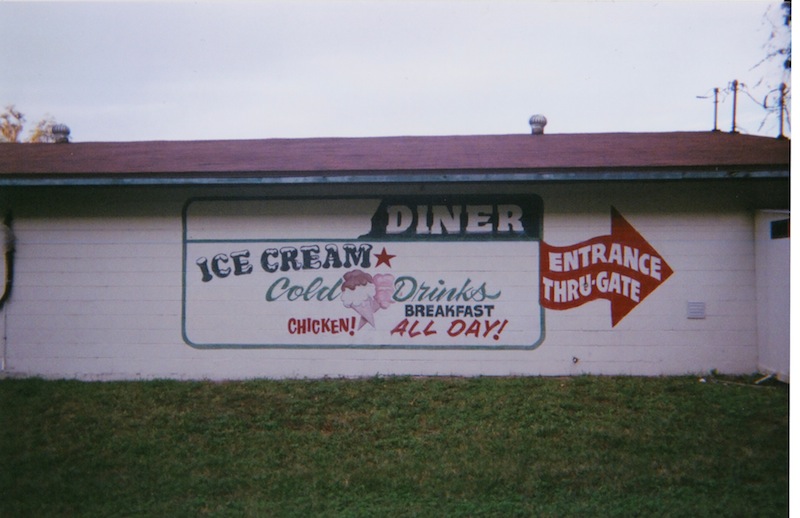 DINER
ICE CREAM
Cold Drinks
BREAKFAST
CHICKEN! ALL DAY!
ENTRANCE
THRU-GATE